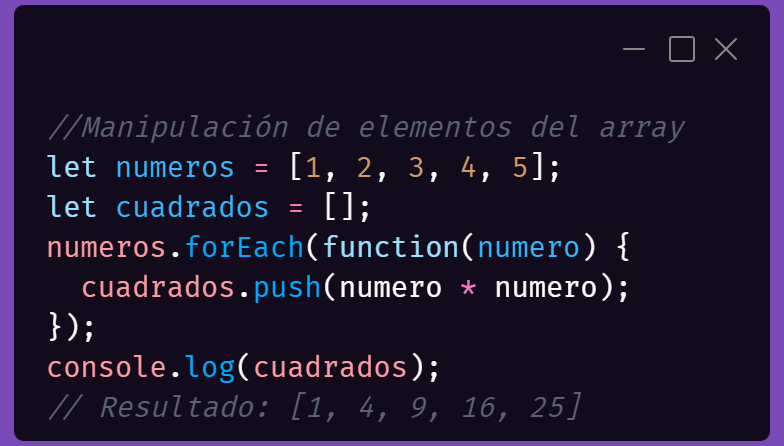 //Manipulación de elementos del array
let numeros = [1, 2, 3, 4, 5];
let cuadrados = [];
numeros.forEach(function(numero) {
  cuadrados.push(numero * numero);
});
console.log(cuadrados);
// Resultado: [1, 4, 9, 16, 25]